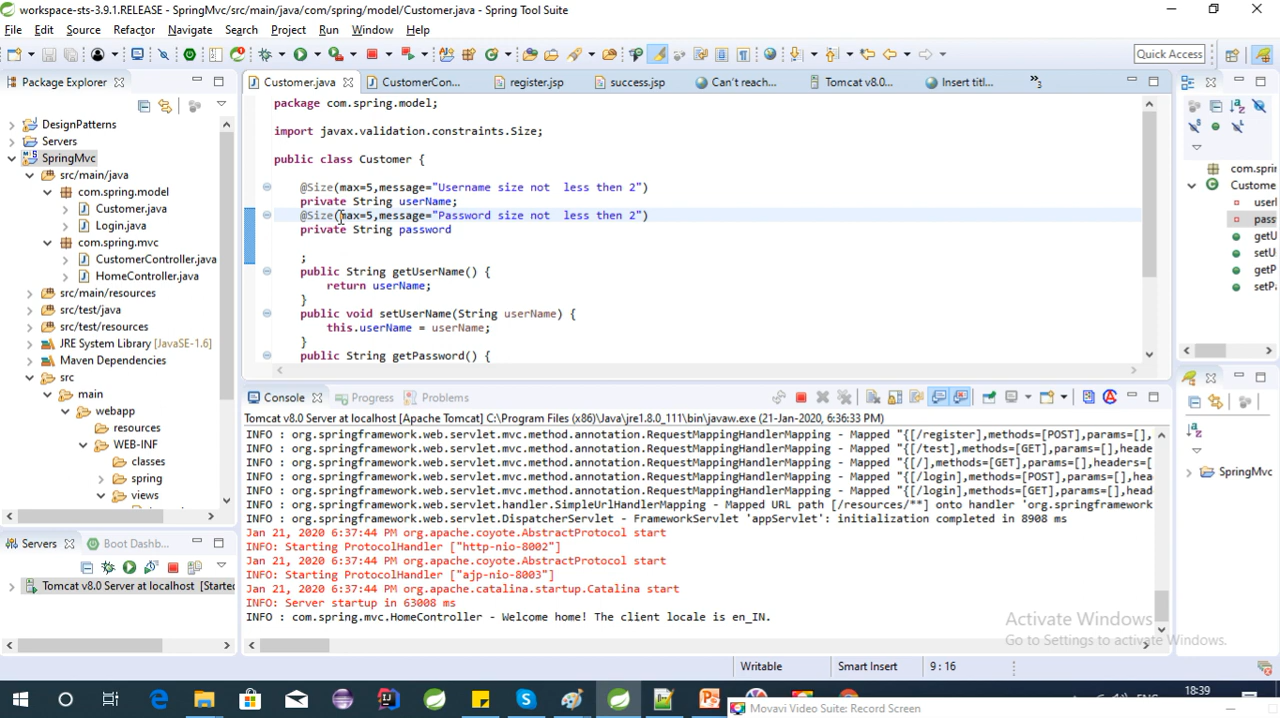 workspace-sts-3.9.1.RELEASE - SpringMvc/src/main/java/com/spring/model/Customer.java - Spring Tool Suite
File Edit Source Refactor Navigate Search Project Run Window Help
Quick Access
Package Explorer
Customer.java
CustomerCon...
register.jsp
success.jsp
Can't reach...
Tomcat v8.0...
Insert titl...
»3
DesignPatterns
Servers
SpringMvc
src/main/java
com.spring.model
Customer.java
Login.java
com.spring.mvc
CustomerController.java
HomeController.java
src/main/resources
src/test/java
src/test/resources
JRE System Library [JavaSE-1.6]
Maven Dependencies
src
main
webapp
resources
WEB-INF
classes
spring
views
package com.spring.model;
import javax.validation.constraints.Size;
public class Customer {
@Size(max=5,message="Username size not  less then 2")
private String userName;
@Size(max=5,message="Password size not  less then 2")
private String password
;
public String getUserName() {
return userName;
}
public void setUserName(String userName) {
this.userName = userName;
}
public String getPassword() {
com.sprin
Custome
userl
pass
getU
setU
getP
setPa
SpringMvc
Console
Progress
Problems
Tomcat v8.0 Server at localhost [Apache Tomcat] C:\Program Files (x86)\Java\jre1.8.0_111\bin\javaw.exe (21-Jan-2020, 6:36:33 PM)
INFO : org.springframework.web.servlet.mvc.method.annotation.RequestMappingHandlerMapping - Mapped "{[/register],methods=[POST],params=[],
INFO : org.springframework.web.servlet.mvc.method.annotation.RequestMappingHandlerMapping - Mapped "{[/test],methods=[GET],params=[],heade
INFO : org.springframework.web.servlet.mvc.method.annotation.RequestMappingHandlerMapping - Mapped "{[/],methods=[GET],params=[],headers=[
INFO : org.springframework.web.servlet.mvc.method.annotation.RequestMappingHandlerMapping - Mapped "{[/login],methods=[POST],params=[],hea
INFO : org.springframework.web.servlet.mvc.method.annotation.RequestMappingHandlerMapping - Mapped "{[/login],methods=[GET],params=[],head
INFO : org.springframework.web.servlet.handler.SimpleUrlHandlerMapping - Mapped URL path [/resources/**] onto handler 'org.springframework
INFO : org.springframework.web.servlet.DispatcherServlet - FrameworkServlet 'appServlet': initialization completed in 8908 ms
Jan 21, 2020 6:37:44 PM org.apache.coyote.AbstractProtocol start
INFO: Starting ProtocolHandler ["http-nio-8002"]
Jan 21, 2020 6:37:44 PM org.apache.coyote.AbstractProtocol start
INFO: Starting ProtocolHandler ["ajp-nio-8003"]
Jan 21, 2020 6:37:44 PM org.apache.catalina.startup.Catalina start
INFO: Server startup in 63008 ms
INFO : com.spring.mvc.HomeController - Welcome home! The client locale is en_IN.
Servers
Boot Dashb...
Tomcat v8.0 Server at localhost [Started
Activate Windows
Go to Settings to activate Windows.
Writable
Smart Insert
9 : 16
18:39
Movavi Video Suite: Record Screen